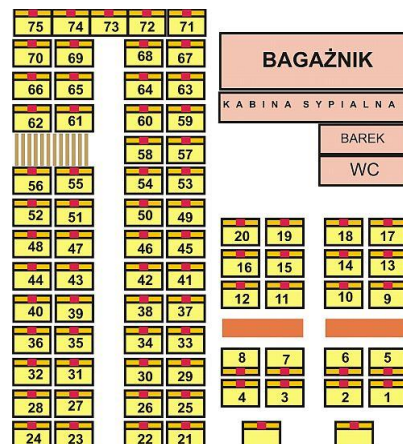 75 74 73 72 71
70 69 68 67
66 65 64 63
62 61 60 59
58 57
56 55 54 53
52 51 50 49
48 47 46 45
44 43 42 41
40 39 38 37
36 35 34 33
32 31 30 29
28 27 26 25
24 23 22 21
BAGAŻNIK
KABINA SYPIALNA
BAREK
WC
20 19 18 17
16 15 14 13
12 11 10 9
8 7 6 5
4 3 2 1